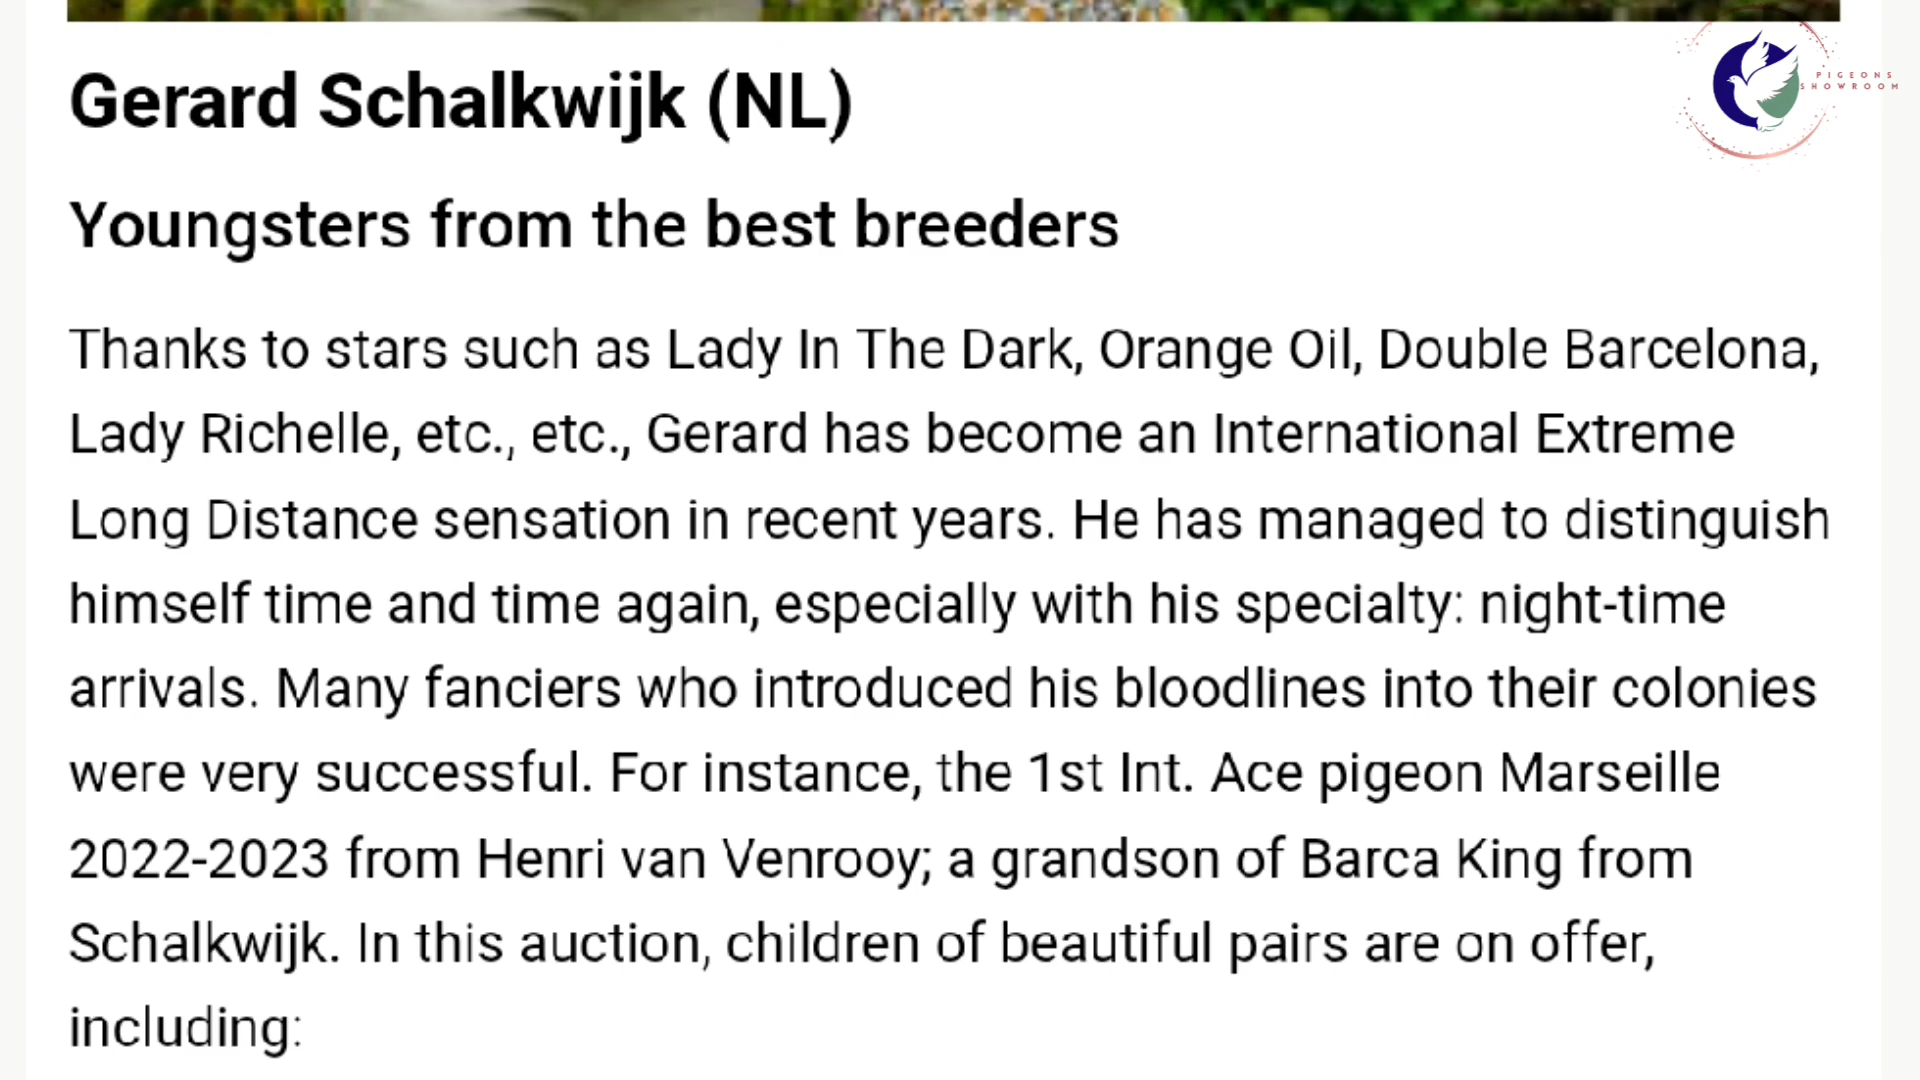 PIGEONS
SHOWROOM
Gerard Schalkwijk (NL)
Youngsters from the best breeders
Thanks to stars such as Lady In The Dark, Orange Oil, Double Barcelona,
Lady Richelle, etc., etc., Gerard has become an International Extreme
Long Distance sensation in recent years. He has managed to distinguish
himself time and time again, especially with his specialty: night-time
arrivals. Many fanciers who introduced his bloodlines into their colonies
were very successful. For instance, the 1st Int. Ace pigeon Marseille
2022-2023 from Henri van Venrooy; a grandson of Barca King from
Schalkwijk. In this auction, children of beautiful pairs are on offer,
including: